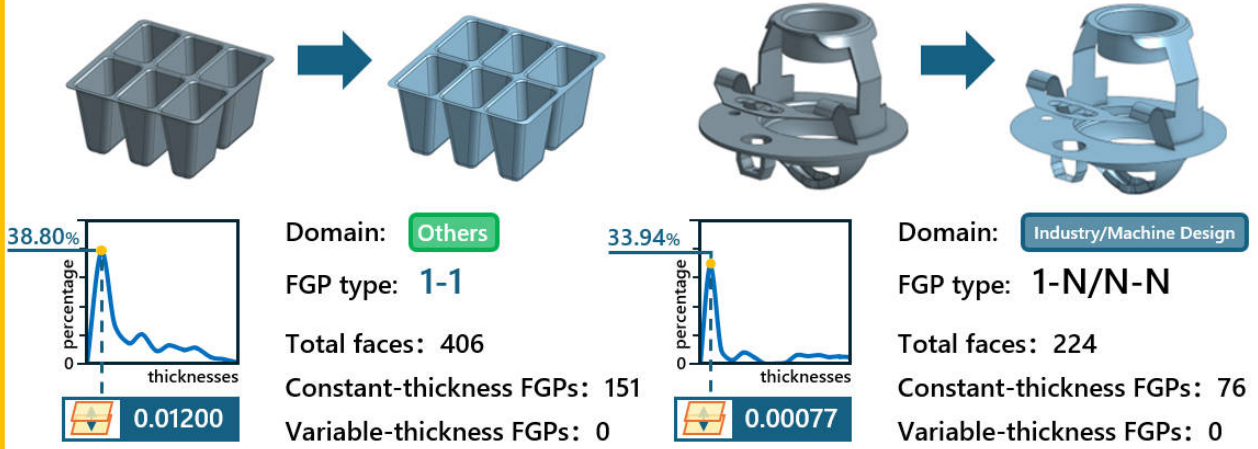 38.80%
percentage
0
thicknesses
0.01200
Domain: Others
FGP type: 1-1
Total faces: 406
Constant-thickness FGPs: 151
Variable-thickness FGPs: 0
33.94%
percentage
0
thicknesses
0.00077
Domain: Industry/Machine Design
FGP type: 1-N/N-N
Total faces: 224
Constant-thickness FGPs: 76
Variable-thickness FGPs: 0